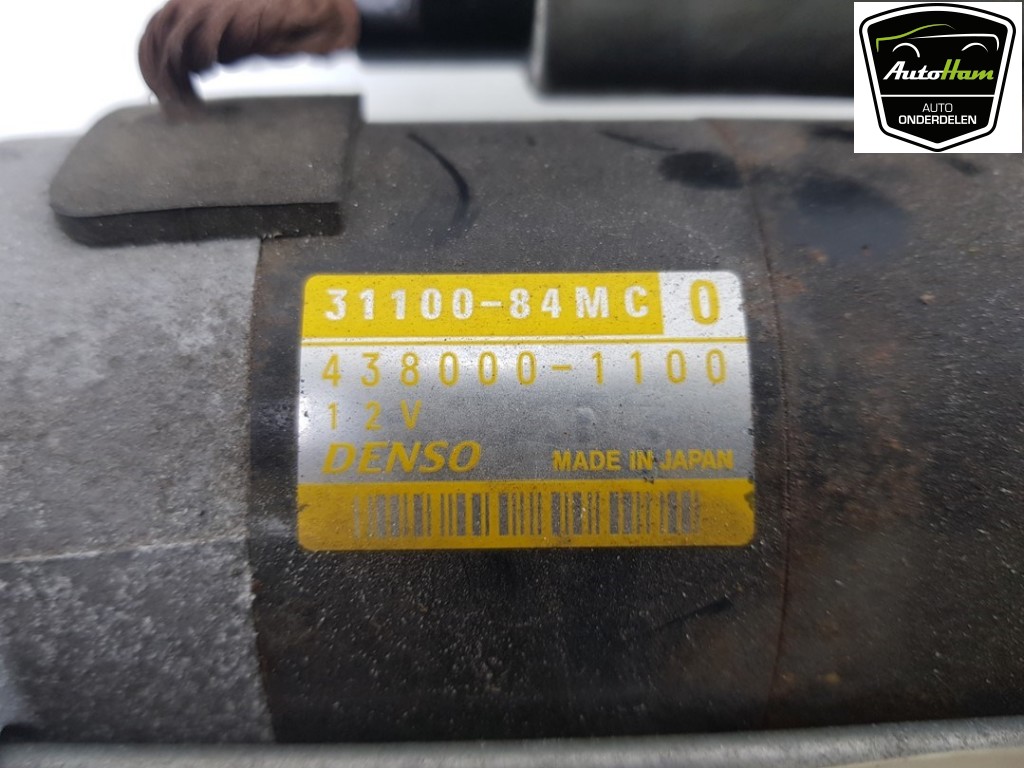 AutoHam
AUTO
ONDERDELEN
31100-84MC 0
438000-1100
12V
DENSO MADE IN JAPAN